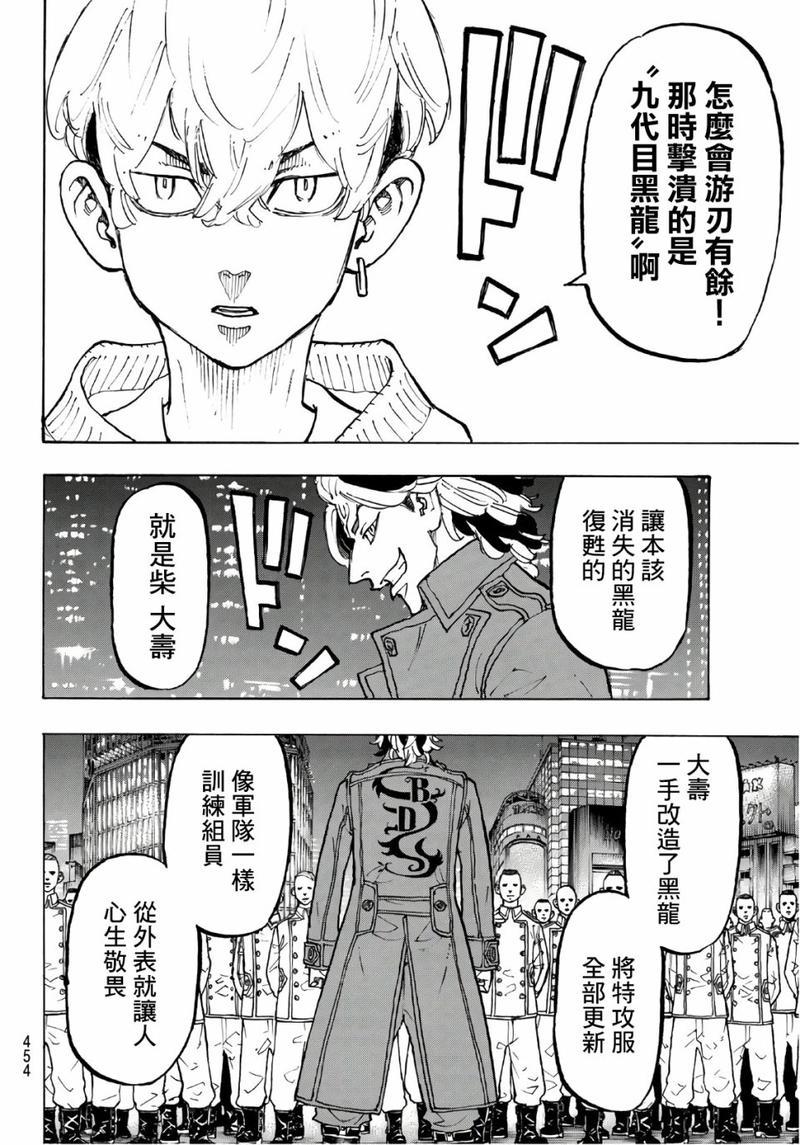 怎麼會游刃有餘！
那時擊潰的是
〝九代目黑龍〞啊
讓本該
消失的黑龍
復甦的
就是柴 大壽
大壽
一手改造了黑龍
將特攻服
全部更新
像軍隊一樣
訓練組員
從外表就讓人
心生敬畏
BD
454